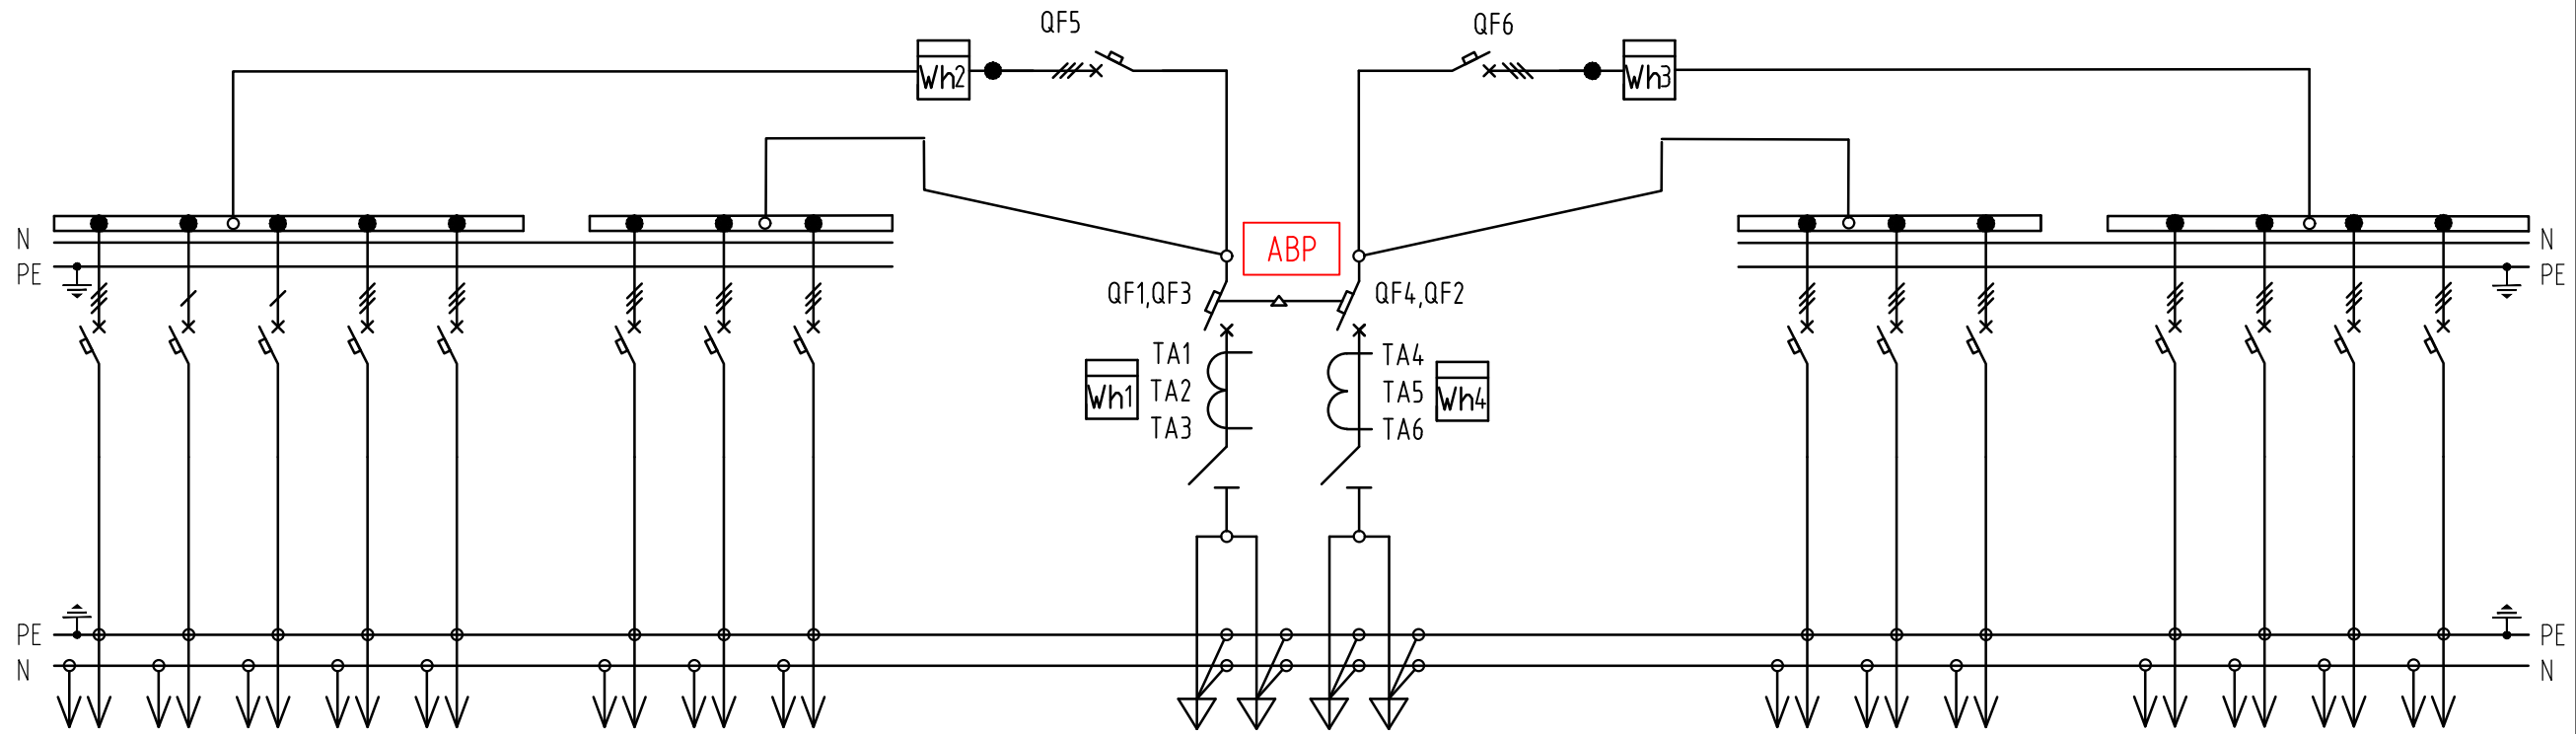 QF5
QF6
Wh2
Wh3
N
N
PE
PE
АВР
QF1,QF3
QF4,QF2
TA1
TA4
Wh1
TA2
TA5
Wh4
TA3
TA6
PE
PE
N
N